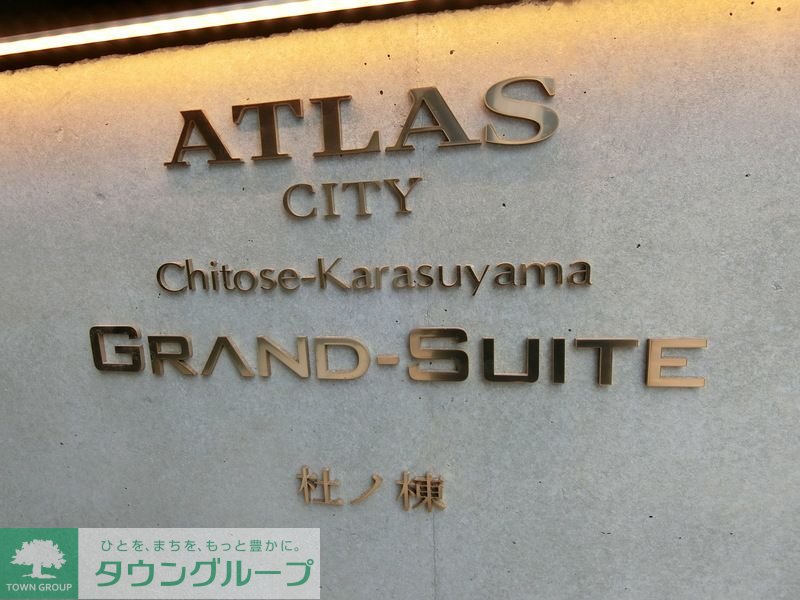 ATLAS
CITY
Chitose-Karasuyama
GRAND-SUITE
杜ノ棟
ひとを、まちを、もっと豊かに。
タウングループ
TOWN GROUP